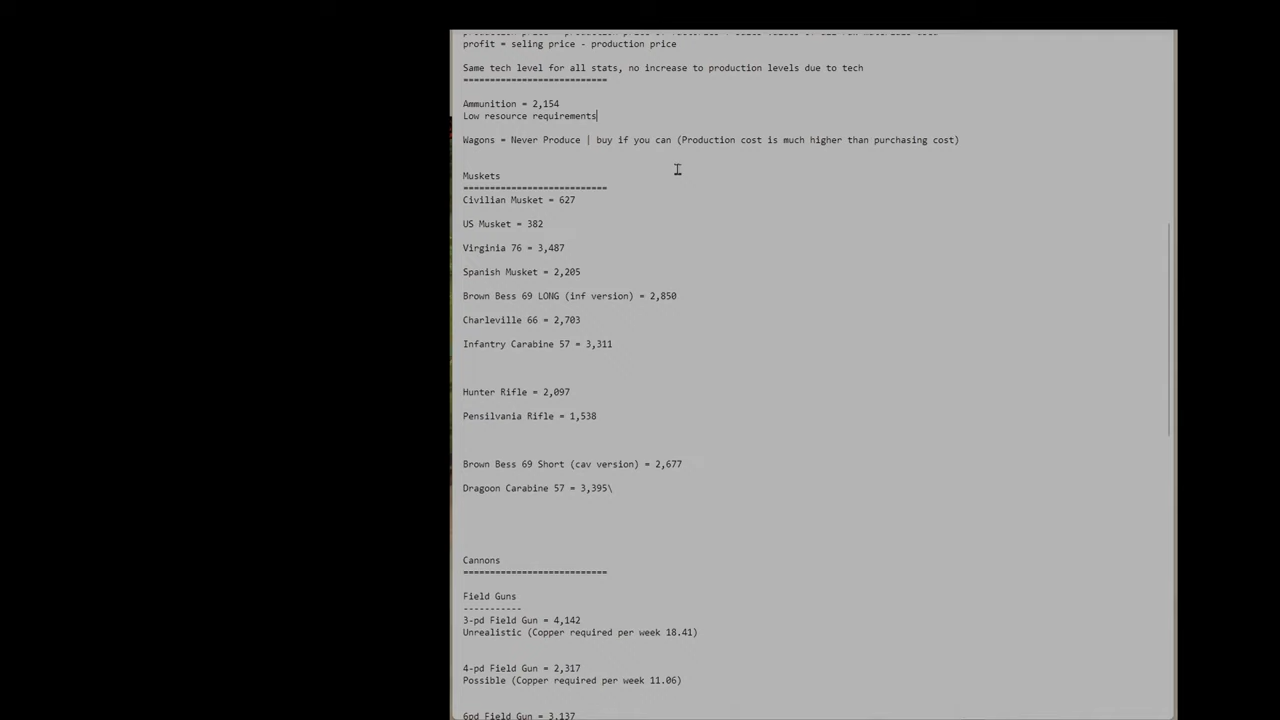 profit = seling price - production price
Same tech level for all stats, no increase to production levels due to tech
===========================
Ammunition = 2,154
Low resource requirements
Wagons = Never Produce | buy if you can (Production cost is much higher than purchasing cost)
Muskets
===========================
Civilian Musket = 627
US Musket = 382
Virginia 76 = 3,487
Spanish Musket = 2,205
Brown Bess 69 LONG (inf version) = 2,850
Charleville 66 = 2,703
Infantry Carabine 57 = 3,311
Hunter Rifle = 2,097
Pensilvania Rifle = 1,538
Brown Bess 69 Short (cav version) = 2,677
Dragoon Carabine 57 = 3,395\
Cannons
===========================
Field Guns
-----------
3-pd Field Gun = 4,142
Unrealistic (Copper required per week 18.41)
4-pd Field Gun = 2,317
Possible (Copper required per week 11.06)
6pd Field Gun = 3,137